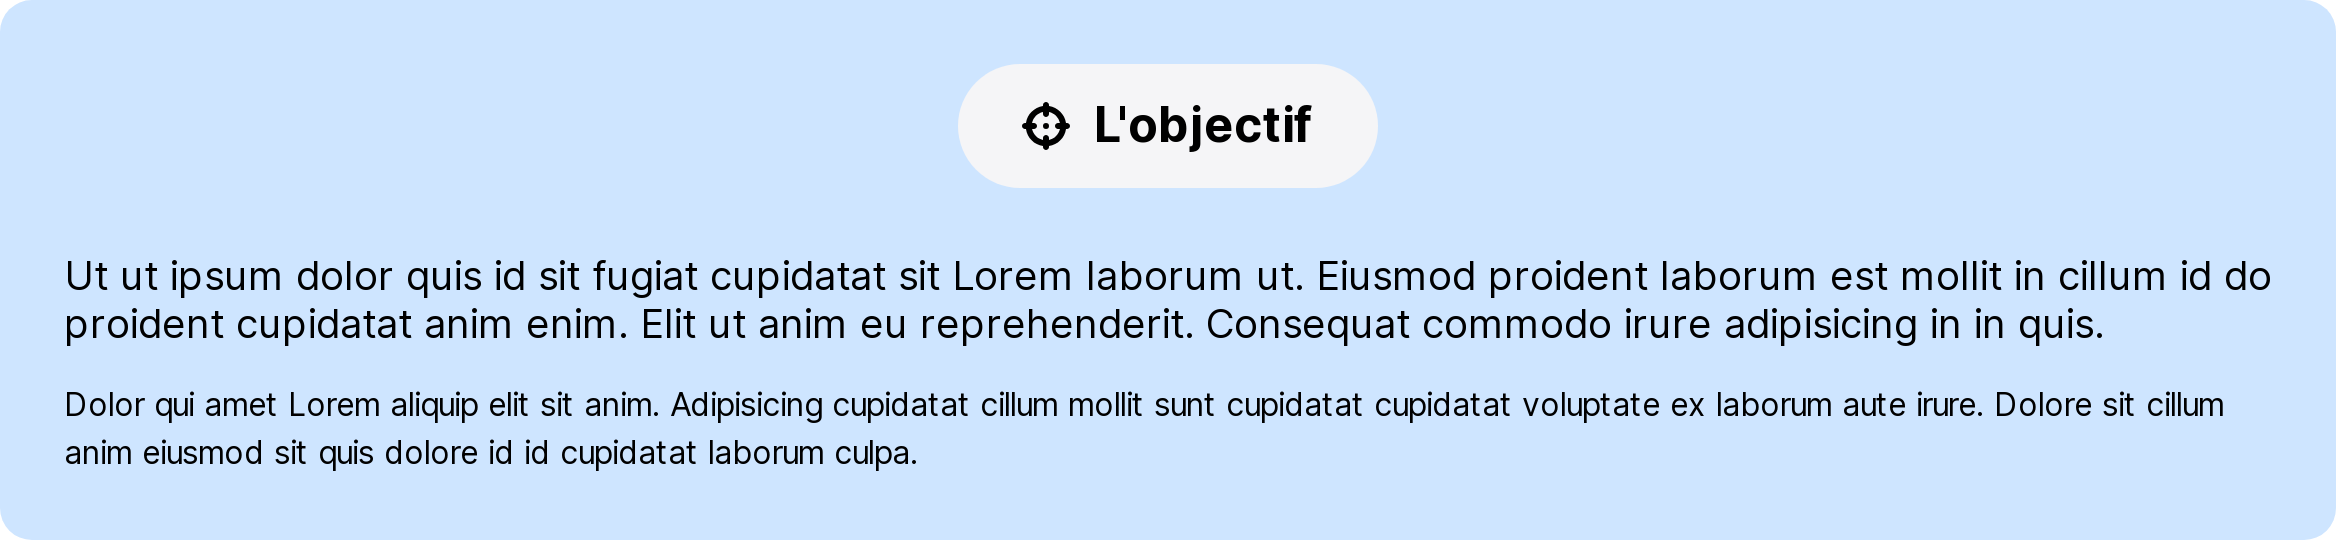 L'objectif
Ut ut ipsum dolor quis id sit fugiat cupidatat sit Lorem laborum ut. Eiusmod proident laborum est mollit in cillum id do
proident cupidatat anim enim. Elit ut anim eu reprehenderit. Consequat commodo irure adipisicing in in quis.
Dolor qui amet Lorem aliquip elit sit anim. Adipisicing cupidatat cillum mollit sunt cupidatat cupidatat voluptate ex laborum aute irure. Dolore sit cillum
anim eiusmod sit quis dolore id id cupidatat laborum culpa.